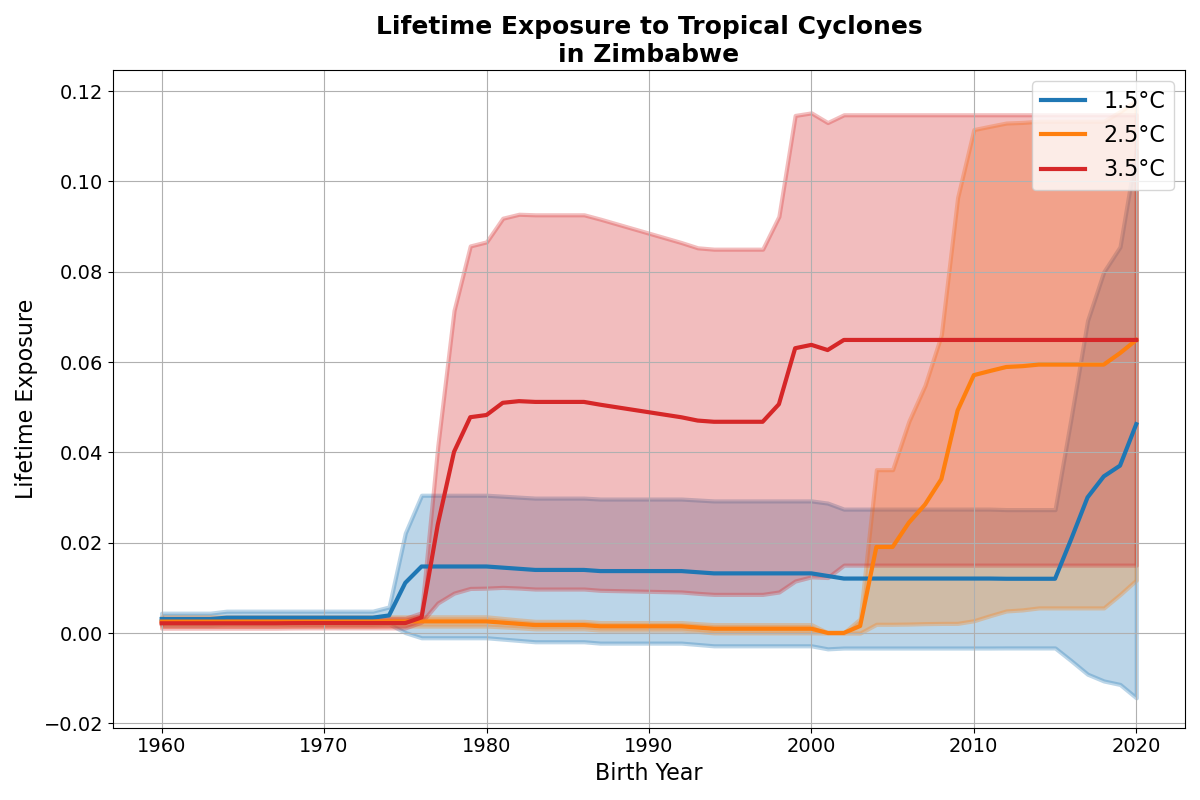 Lifetime Exposure to Tropical Cyclones
in Zimbabwe
1.5°C
2.5°C
3.5°C
Lifetime Exposure
0.12
0.10
0.08
0.06
0.04
0.02
0.00
−0.02
1960
1970
1980
1990
2000
2010
2020
Birth Year